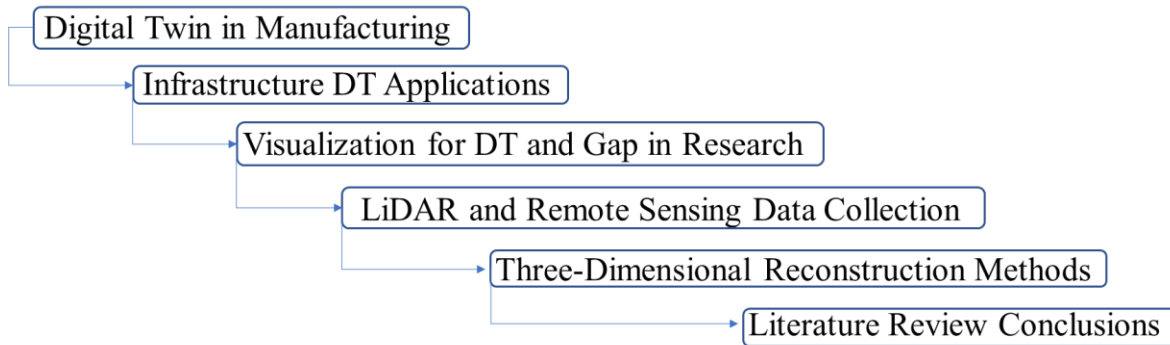 Digital Twin in Manufacturing
Infrastructure DT Applications
Visualization for DT and Gap in Research
LiDAR and Remote Sensing Data Collection
Three-Dimensional Reconstruction Methods
Literature Review Conclusions